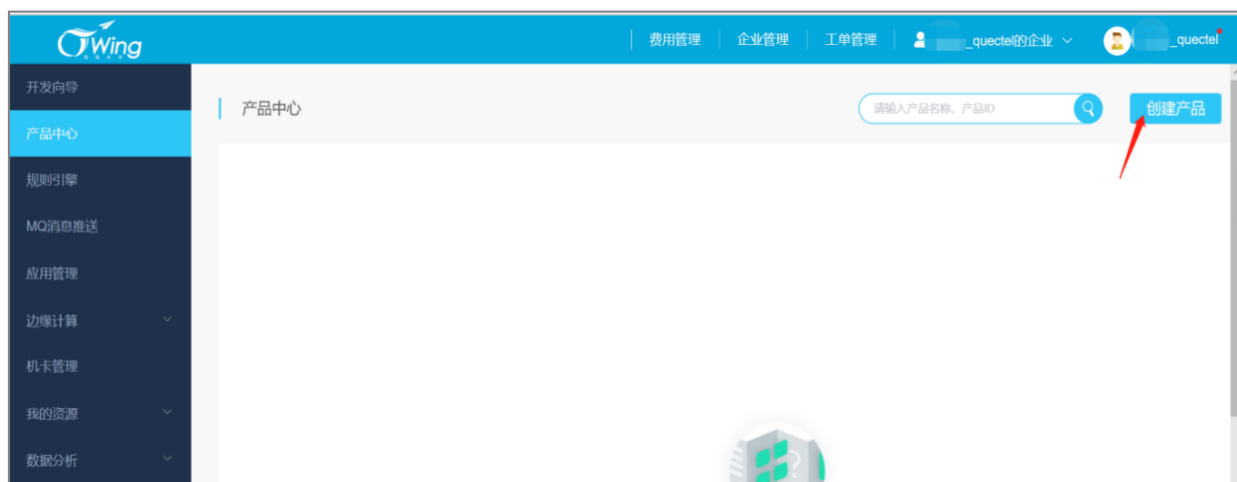 CTWing
费用管理
企业管理
工单管理
_quectel的企业
_quectel
开发向导
产品中心
规则引擎
MQ消息推送
应用管理
边缘计算
机卡管理
我的资源
数据分析
产品中心
请输入产品名称、产品ID
创建产品